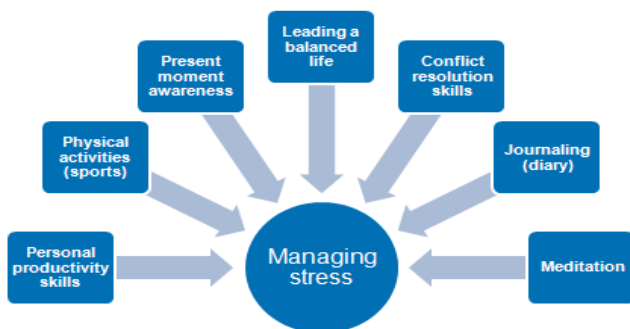 Leading a
balanced
life
Present
moment
awareness
Conflict
resolution
skills
Physical
activities
(sports)
Journaling
(diary)
Personal
productivity
skills
Managing
stress
Meditation